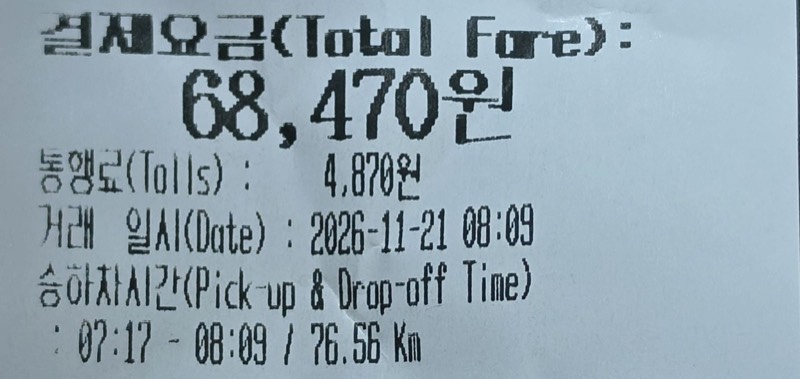 결제요금(Total Fare):
68,470원
통행료(Tolls) : 4,870원
거래 일시(Date) : 2026-11-21 08:09
승하차시간(Pick-up & Drop-off Time)
: 07:17 - 08:09 / 76.56 Km